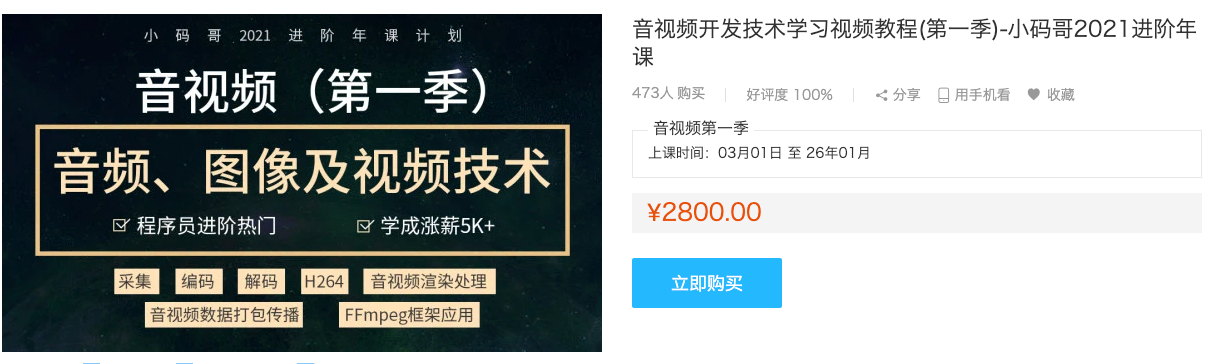 小码哥2021进阶年课计划
音视频（第一季）
音频、图像及视频技术
程序员进阶热门
学成涨薪5K+
采集 编码 解码 H264 音视频渲染处理
音视频数据打包传播 FFmpeg框架应用
音视频开发技术学习视频教程(第一季)-小码哥2021进阶年
课
473人 购买 好评度 100% 分享 用手机看 收藏
音视频第一季
上课时间：03月01日 至 26年01月
¥2800.00
立即购买